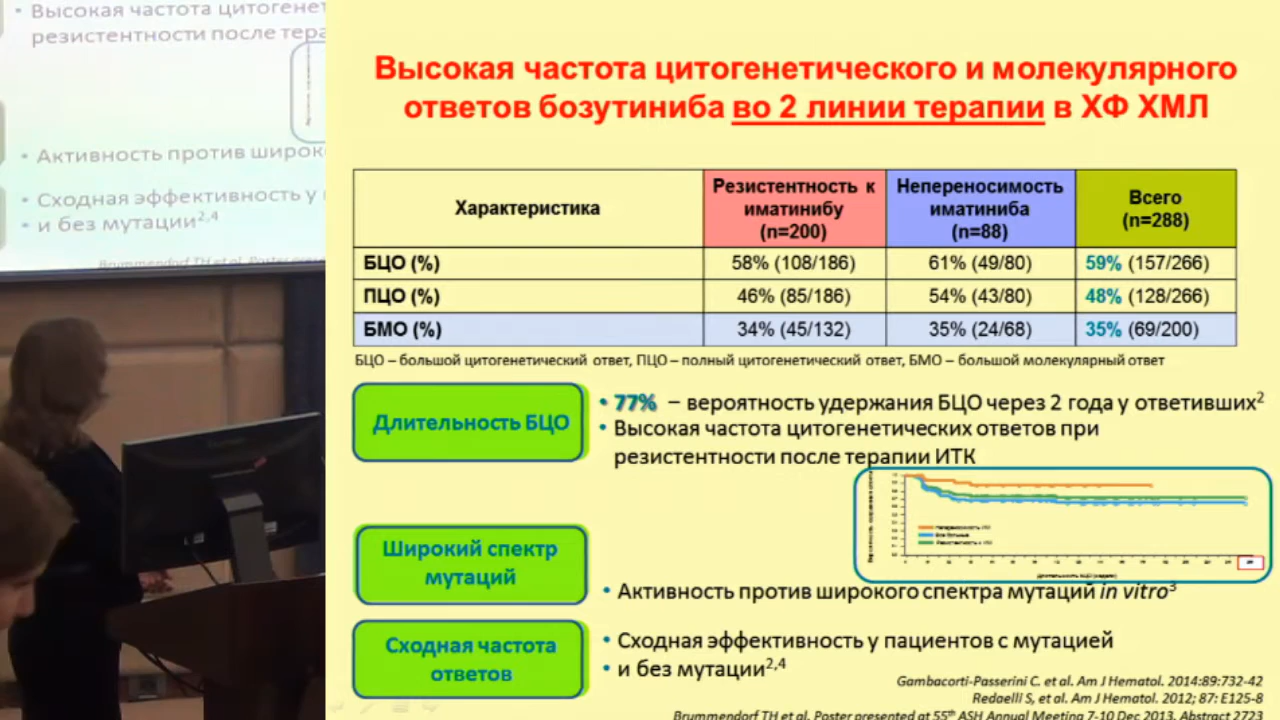 Высокая частота цитогенет
резистентности после тера
• Активность против широк
• Сходная эффективность у
• и без мутации2,4
Brummendorf TH et al. Poster prese
Высокая частота цитогенетического и молекулярного
ответов бозутиниба во 2 линии терапии в ХФ ХМЛ
Характеристика
Резистентность к
иматинибу
(n=200)
Непереносимость
иматиниба
(n=88)
Всего
(n=288)
БЦО (%) 58% (108/186) 61% (49/80) 59% (157/266)
ПЦО (%) 46% (85/186) 54% (43/80) 48% (128/266)
БМО (%) 34% (45/132) 35% (24/68) 35% (69/200)
БЦО – большой цитогенетический ответ, ПЦО – полный цитогенетический ответ, БМО – большой молекулярный ответ
Длительность БЦО
• 77% – вероятность удержания БЦО через 2 года у ответивших2
• Высокая частота цитогенетических ответов при
резистентности после терапии ИТК
Широкий спектр
мутаций
• Активность против широкого спектра мутаций in vitro3
Сходная частота
ответов
• Сходная эффективность у пациентов с мутацией
• и без мутации2,4
Gambacorti-Passerini C. et al. Am J Hematol. 2014:89:732-42
Redaelli S, et al. Am J Hematol. 2012; 87: E125-8
Brummendorf TH et al. Poster presented at 55th ASH Annual Meeting 7-10 Dec 2013. Abstract 2723